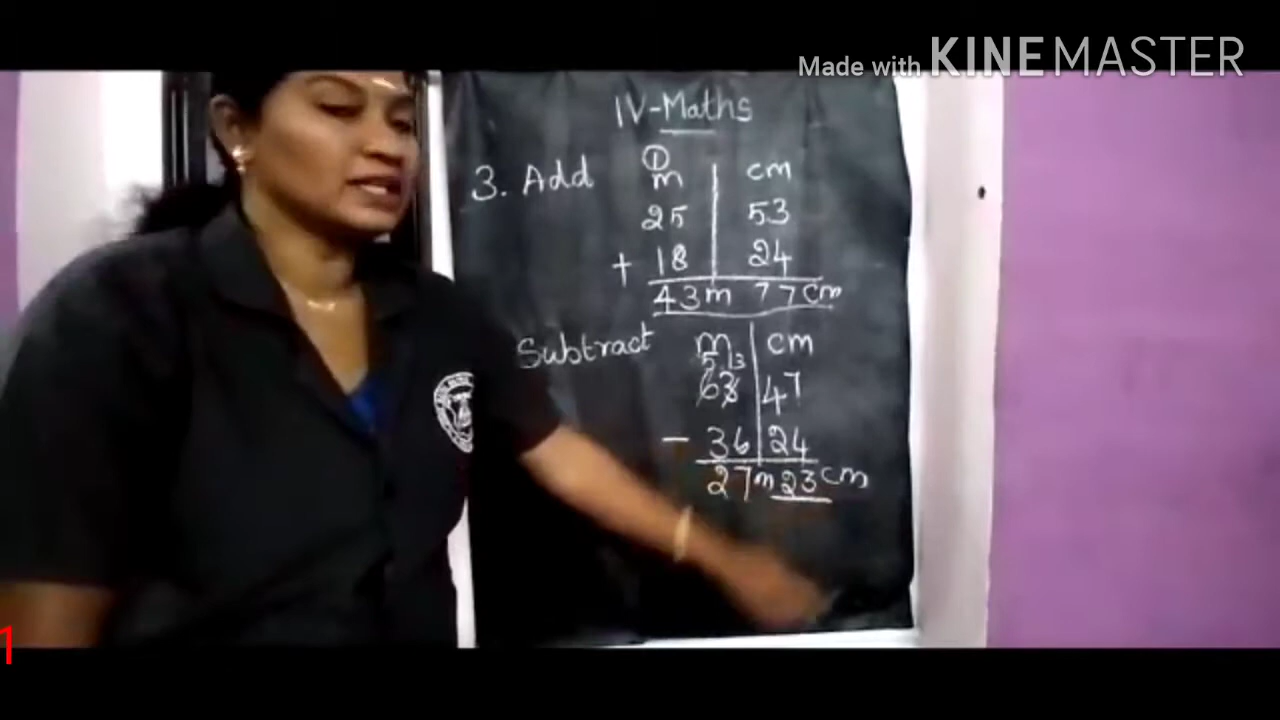 Made with KINEMASTER
IV-Maths
①
3. Add m cm
25 53
+ 18 24
43m 77cm
Subtract m cm
5 13
63 47
- 36 24
27m 23cm
1